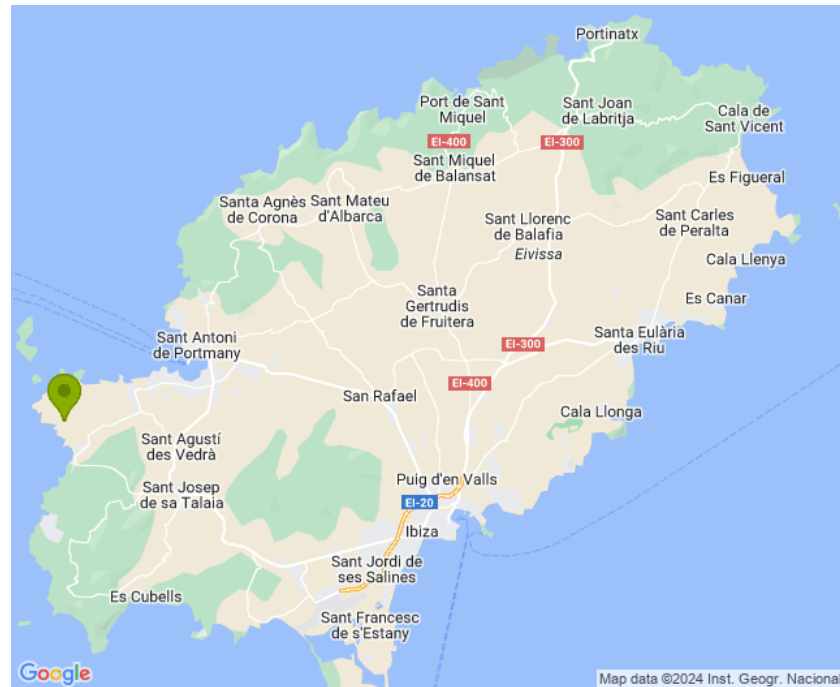 Portinatx
Port de Sant
Miquel
Sant Joan
de Labritja
Cala de
Sant Vicent
EI-400
EI-300
Sant Miquel
de Balansat
Es Figueral
Santa Agnès
de Corona
Sant Mateu
d'Albarca
Sant Llorenc
de Balafia
Eivissa
Sant Carles
de Peralta
Cala Llenya
Santa
Gertrudis
de Fruitera
Es Canar
Sant Antoni
de Portmany
Santa Eulària
des Riu
EI-300
EI-400
San Rafael
Cala Llonga
Sant Agustí
des Vedrà
Puig d'en Valls
Sant Josep
de sa Talaia
EI-20
Ibiza
Sant Jordi de
ses Salines
Es Cubells
Sant Francesc
de s'Estany
Google
Map data ©2024 Inst. Geogr. Nacional